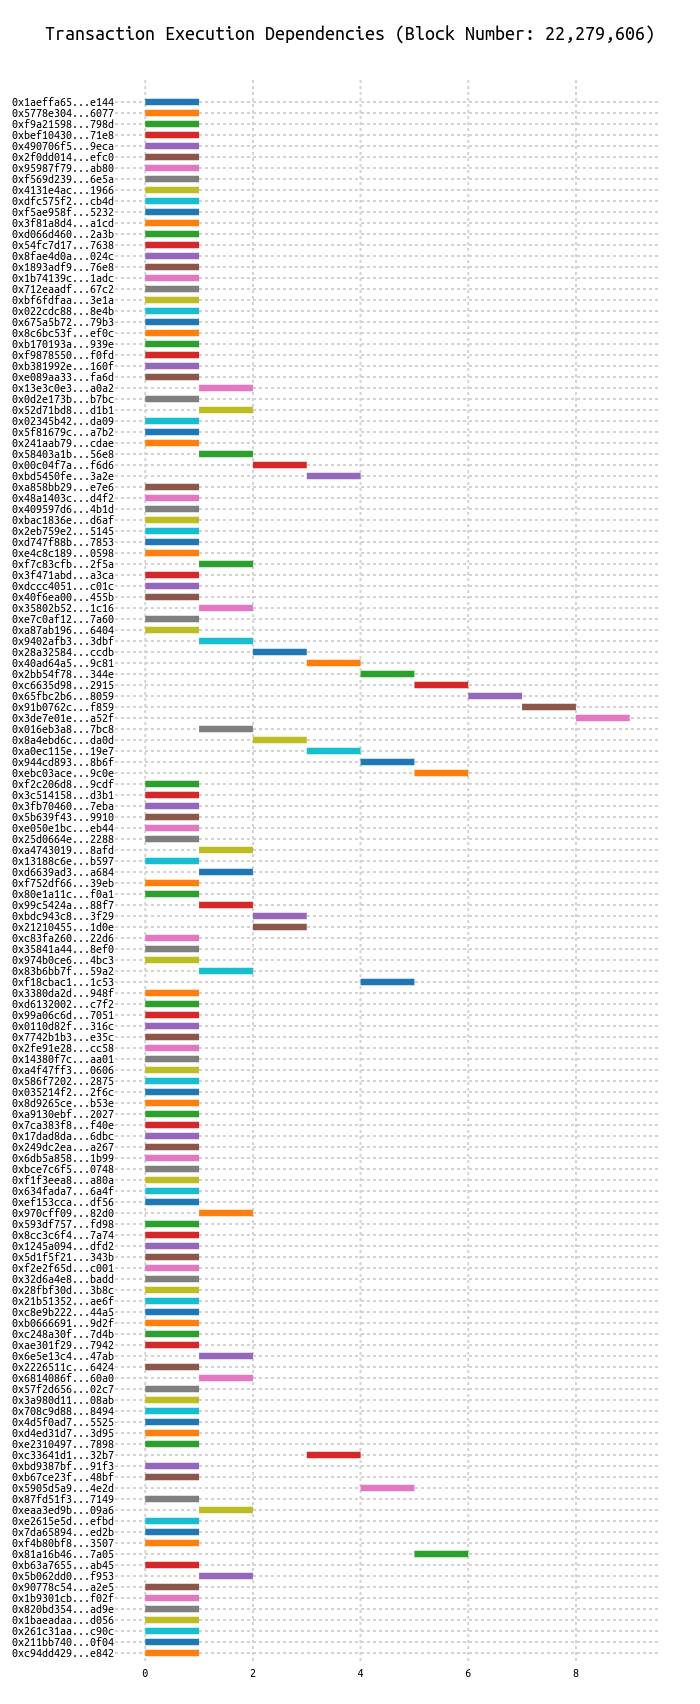 Transaction Execution Dependencies (Block Number: 22,279,606)
0x1aeffa65...e144
0x5778e304...6077
0xf9a21598...798d
0xbef10430...71e8
0x490706f5...9eca
0x2f0dd014...efc0
0x95987f79...ab80
0xf569d239...6e5a
0x4131e4ac...1966
0xdfc575f2...cb4d
0xf5ae958f...5232
0x3f81a8d4...a1cd
0xd066d460...2a3b
0x54fc7d17...7638
0x8fae4d0a...024c
0x1893adf9...76e8
0x1b74139c...1adc
0x712eaadf...67c2
0xbf6fdfaa...3e1a
0x022cdc88...8e4b
0x675a5b72...79b3
0x8c6bc53f...ef0c
0xb170193a...939e
0xf9878550...f0fd
0xb381992e...160f
0xe089aa33...fa6d
0x13e3c0e3...a0a2
0x0d2e173b...b7bc
0x52d71bd8...d1b1
0x02345b42...da09
0x5f81679c...a7b2
0x241aab79...cdae
0x58403a1b...56e8
0x00c04f7a...f6d6
0xbd5450fe...3a2e
0xa858bb29...e7e6
0x48a1403c...d4f2
0x409597d6...4b1d
0xbac1836e...d6af
0x2eb759e2...5145
0xd747f88b...7853
0xe4c8c189...0598
0xf7c83cfb...2f5a
0x3f471abd...a3ca
0xdccc4051...c01c
0x40f6ea00...455b
0x35802b52...1c16
0xe7c0af12...7a60
0xa87ab196...6404
0x9402afb3...3dbf
0x28a32584...ccdb
0x40ad64a5...9c81
0x2bb54f78...344e
0xc6635d98...2915
0x65fbc2b6...8059
0x91b0762c...f859
0x3de7e01e...a52f
0x016eb3a8...7bc8
0x8a4ebd6c...da0d
0xa0ec115e...19e7
0x944cd893...8b6f
0xebc03ace...9c0e
0xf2c206d8...9cdf
0x3c514158...d3b1
0x3fb70460...7eba
0x5b639f43...9910
0xe050e1bc...eb44
0x25d0664e...2288
0xa4743019...8afd
0x13188c6e...b597
0xd6639ad3...a684
0xf752df66...39eb
0x80e1a11c...f0a1
0x99c5424a...88f7
0xbdc943c8...3f29
0x21210455...1d0e
0xc83fa260...22d6
0x35841a44...8ef0
0x974b0ce6...4bc3
0x83b6bb7f...59a2
0xf18cbac1...1c53
0x3380da2d...948f
0xd6132002...c7f2
0x99a06c6d...7051
0x0110d82f...316c
0x7742b1b3...e35c
0x2fe91e28...cc58
0x14380f7c...aa01
0xa4f47ff3...0606
0x586f7202...2875
0x035214f2...2f6c
0x8d9265ce...b53e
0xa9130ebf...2027
0x7ca383f8...f40e
0x17dad8da...6dbc
0x249dc2ea...a267
0x6db5a858...1b99
0xbce7c6f5...0748
0xf1f3eea8...a80a
0x634fada7...6a4f
0xef153cca...df56
0x970cff09...82d0
0x593df757...fd98
0x8cc3c6f4...7a74
0x1245a094...dfd2
0x5d1f5f21...343b
0xf2e2f65d...c001
0x32d6a4e8...badd
0x28fbf30d...3b8c
0x21b51352...ae6f
0xc8e9b222...44a5
0xb0666691...9d2f
0xc248a30f...7d4b
0xae301f29...7942
0x6e5e13c4...47ab
0x2226511c...6424
0x6814086f...60a0
0x57f2d656...02c7
0x3a980d11...08ab
0x708c9d88...8494
0x4d5f0ad7...5525
0xd4ed31d7...3d95
0xe2310497...7898
0xc33641d1...32b7
0xbd9387bf...91f3
0xb67ce23f...48bf
0x5905d5a9...4e2d
0x87fd51f3...7149
0xeaa3ed9b...09a6
0xe2615e5d...efbd
0x7da65894...ed2b
0xf4b80bf8...3507
0x81a16b46...7a05
0xb63a7655...ab45
0x5b062dd0...f953
0x90778c54...a2e5
0x1b9301cb...f02f
0x820bd354...ad9e
0x1baeadaa...d056
0x261c31aa...c90c
0x211bb740...0f04
0xc94dd429...e842
0 2 4 6 8